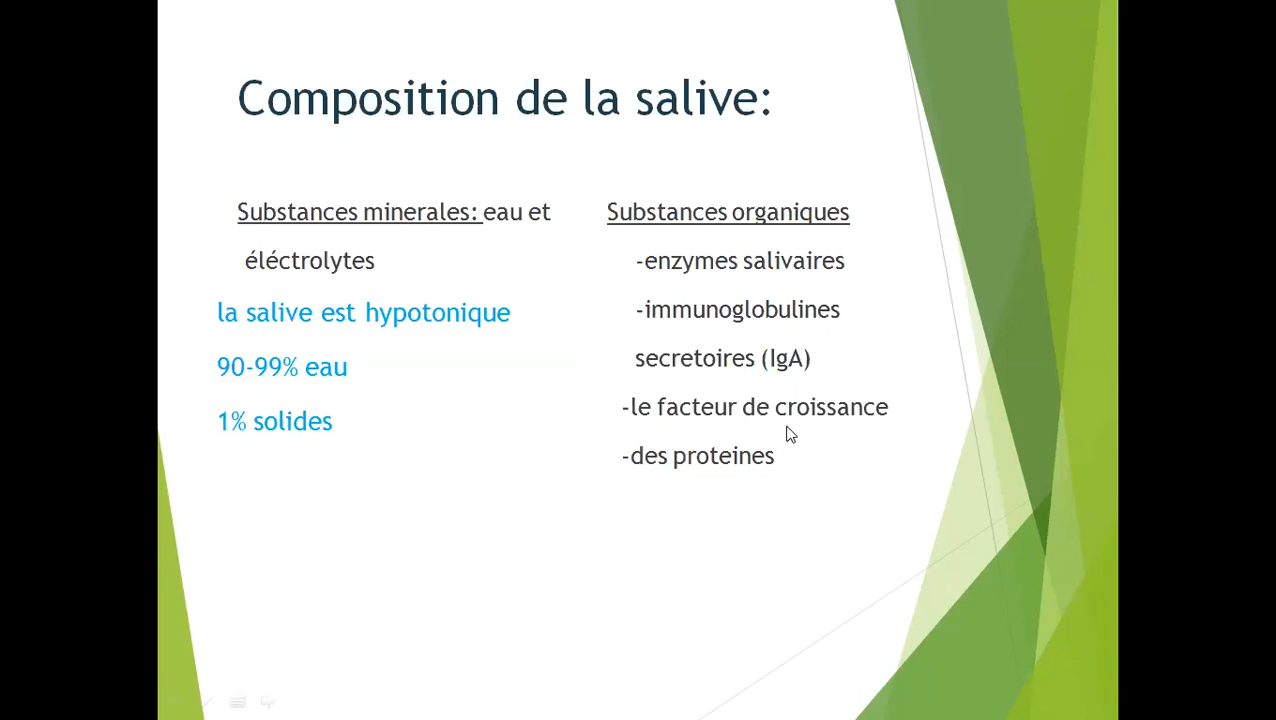 Composition de la salive:
Substances minerales: eau et
éléctrolytes
la salive est hypotonique
90-99% eau
1% solides
Substances organiques
-enzymes salivaires
-immunoglobulines
secretoires (IgA)
-le facteur de croissance
-des proteines